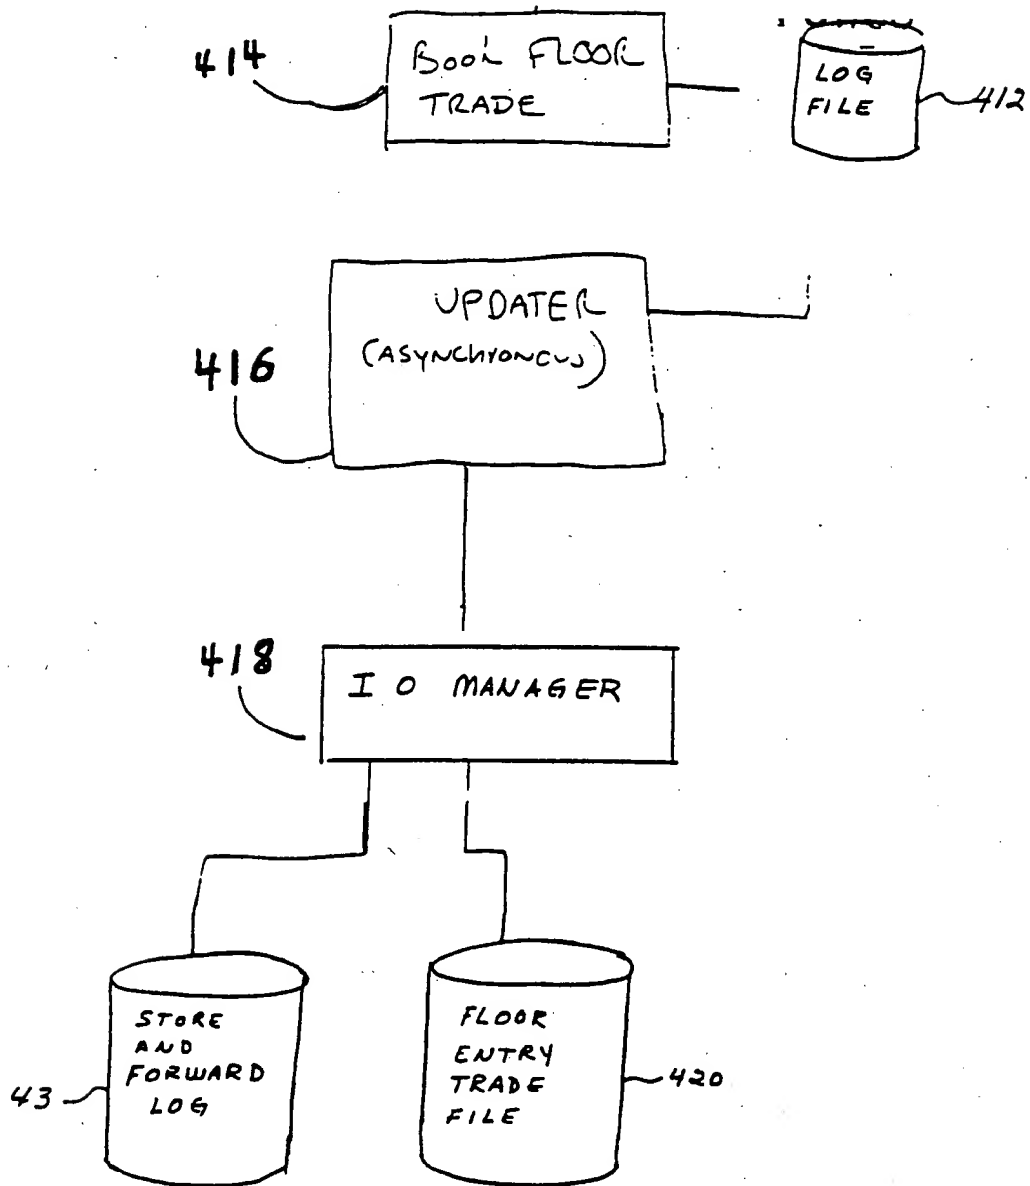 414
Book FLOOR
TRADE
LOG
FILE
412
UPDATER
(ASYNCHRONOUS)
416
418
I O MANAGER
STORE
AND
FORWARD
LOG
43
FLOOR
ENTRY
TRADE
FILE
420